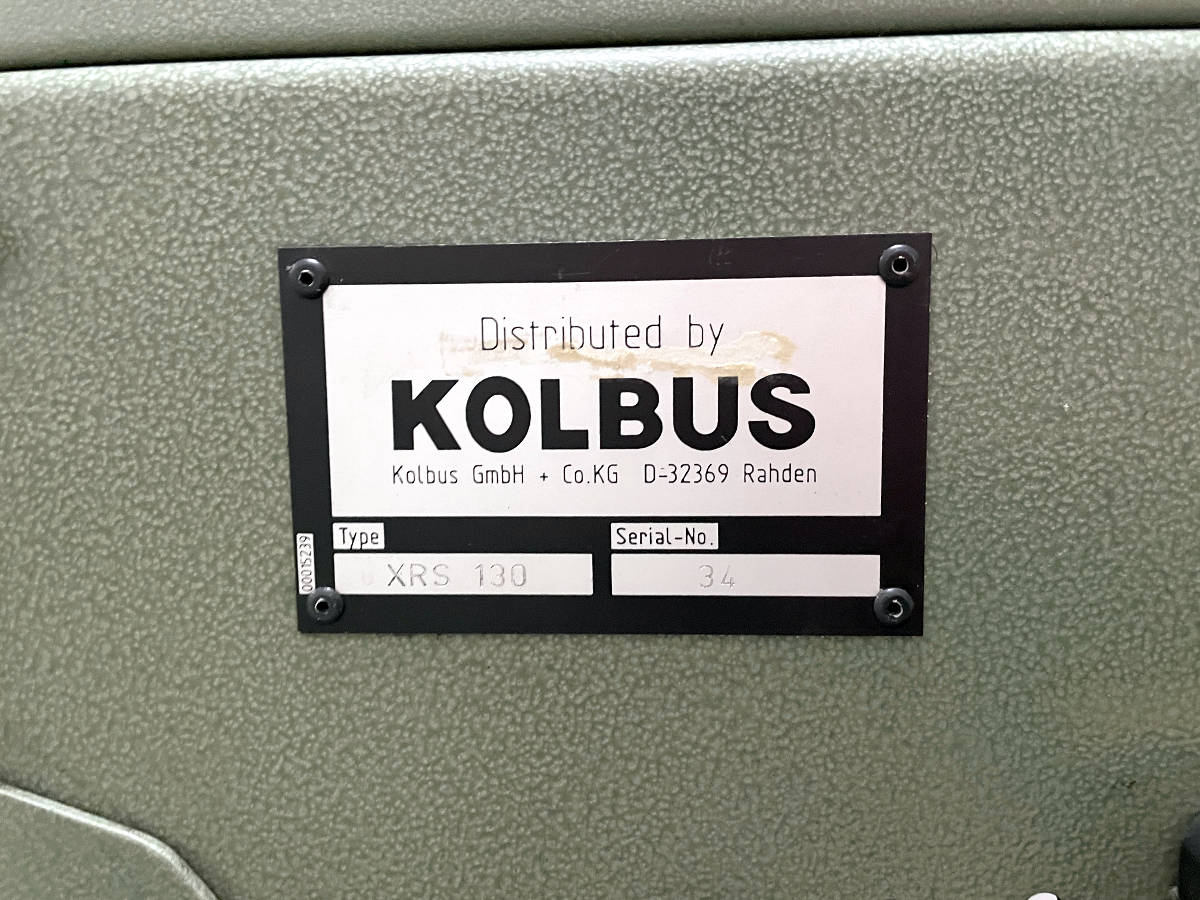 Distributed by
KOLBUS
Kolbus GmbH + Co.KG D-32369 Rahden
Type
Serial-No.
XRS 130
34
00015239